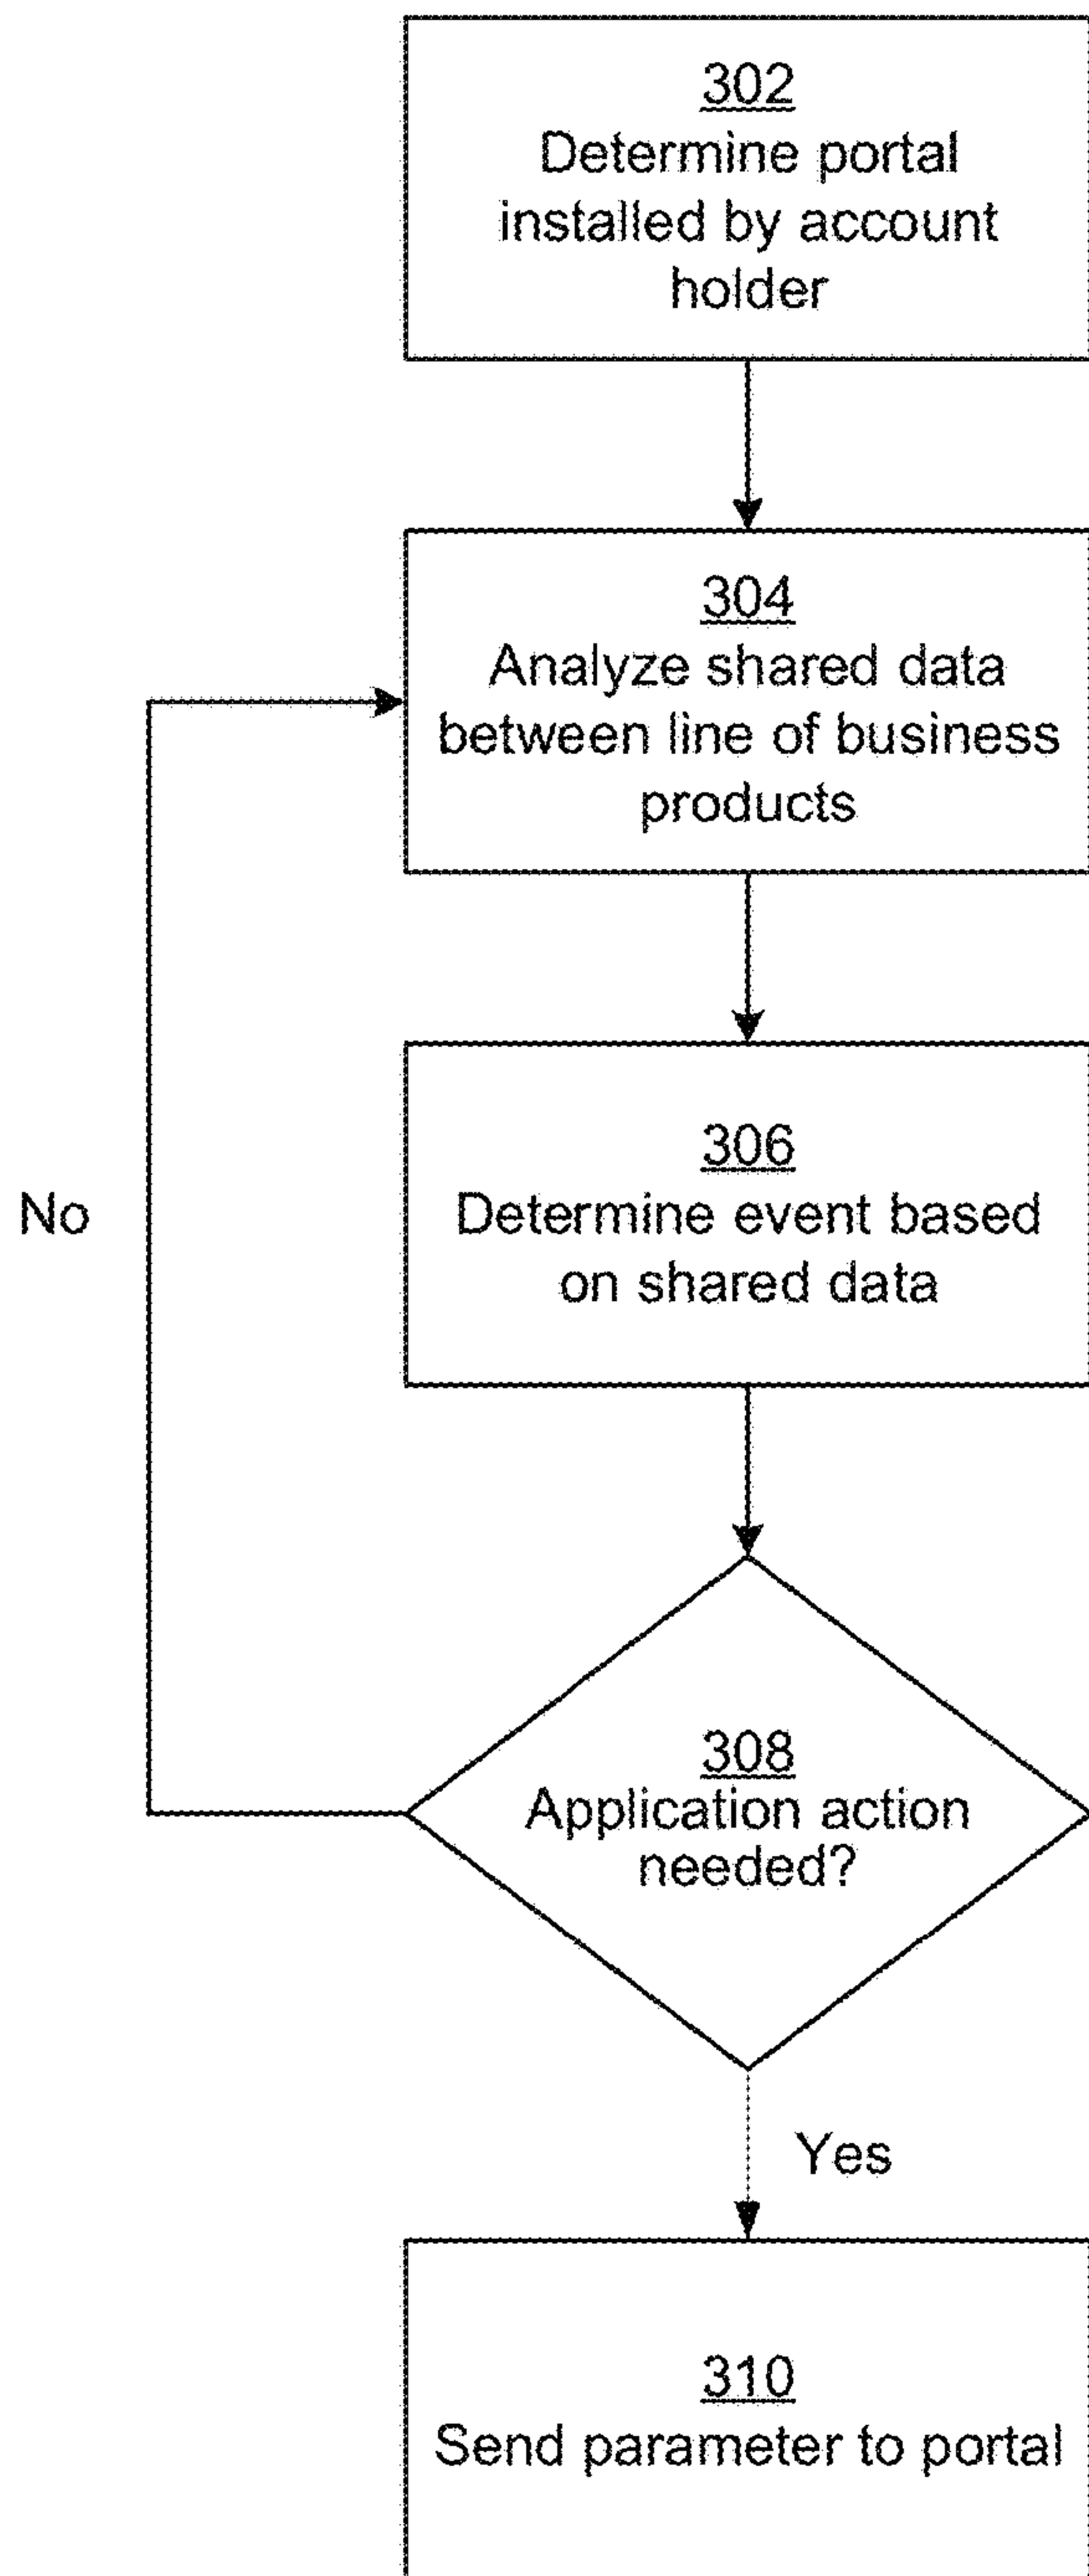 302
Determine portal
installed by account
holder
304
Analyze shared data
between line of business
products
306
Determine event based
on shared data
No
308
Application action
needed?
Yes
310
Send parameter to portal